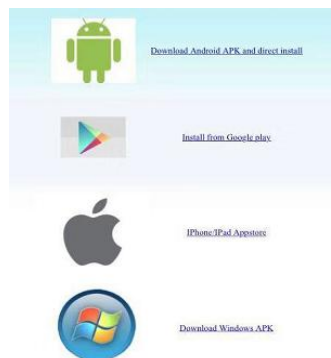 Download Android APK and direct install
Install from Google play
IPhone/IPad Appstore
Download Windows APK